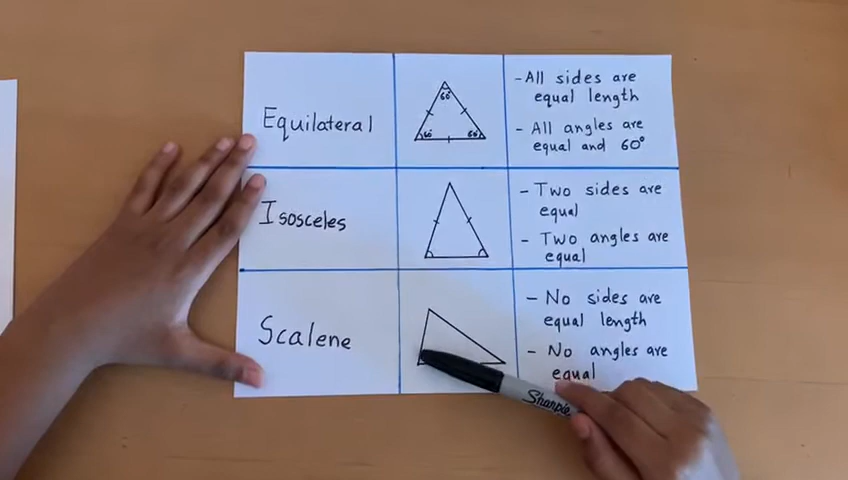 Equilateral
60°
60°
60°
- All sides are
equal length
- All angles are
equal and 60°
Isosceles
- Two sides are
equal
- Two angles are
equal
Scalene
- No sides are
equal length
- No angles are
equal
Sharpie